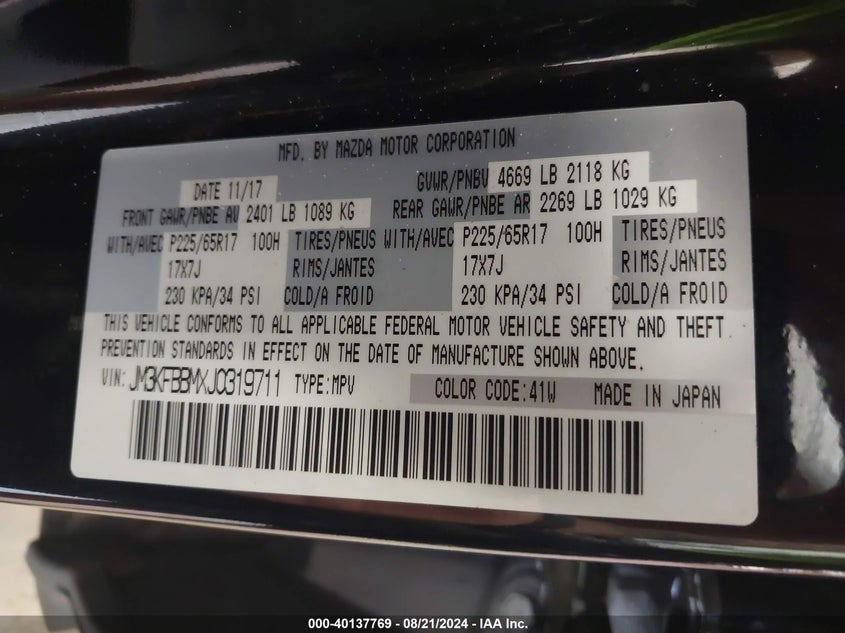 MFD. BY MAZDA MOTOR CORPORATION
DATE 11/17 GVWR/PNBV 4669 LB 2118 KG
FRONT GAWR/PNBE AV 2401 LB 1089 KG REAR GAWR/PNBE AR 2269 LB 1029 KG
WITH/AVEC P225/65R17 100H TIRES/PNEUS WITH/AVEC P225/65R17 100H TIRES/PNEUS
17X7J RIMS/JANTES 17X7J RIMS/JANTES
230 KPA/34 PSI COLD/A FROID 230 KPA/34 PSI COLD/A FROID
THIS VEHICLE CONFORMS TO ALL APPLICABLE FEDERAL MOTOR VEHICLE SAFETY AND THEFT
PREVENTION STANDARDS IN EFFECT ON THE DATE OF MANUFACTURE SHOWN ABOVE.
VIN: JM3KFBBMXJ0319711 TYPE:MPV COLOR CODE:41W MADE IN JAPAN
000-40137769 - 08/21/2024 - IAA Inc.